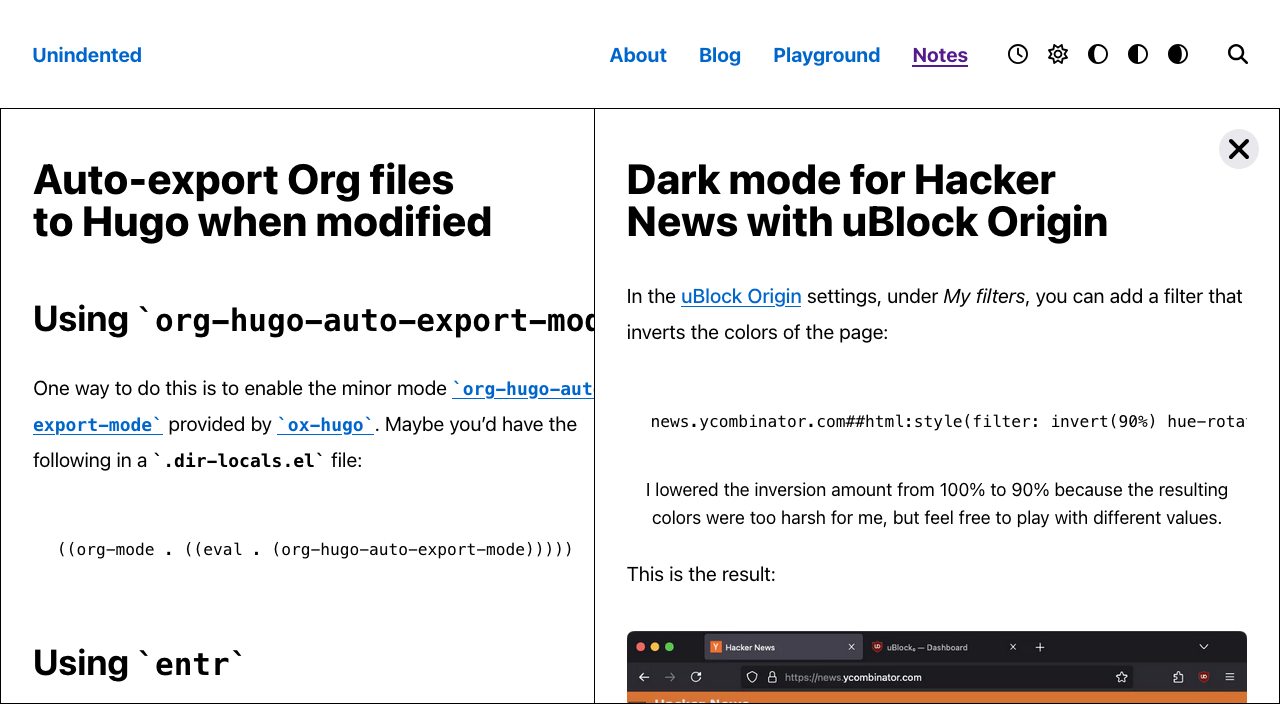 Unindented
About Blog Playground Notes
Auto-export Org files
to Hugo when modified
Using `org-hugo-auto-export-mod
One way to do this is to enable the minor mode `org-hugo-aut
export-mode` provided by `ox-hugo`. Maybe you’d have the
following in a `.dir-locals.el` file:
((org-mode . ((eval . (org-hugo-auto-export-mode)))))
Using `entr`
Dark mode for Hacker
News with uBlock Origin
In the uBlock Origin settings, under My filters, you can add a filter that
inverts the colors of the page:
news.ycombinator.com##html:style(filter: invert(90%) hue-rota
I lowered the inversion amount from 100% to 90% because the resulting
colors were too harsh for me, but feel free to play with different values.
This is the result:
Y Hacker News uBlock₀ — Dashboard
https://news.ycombinator.com
Hacker News